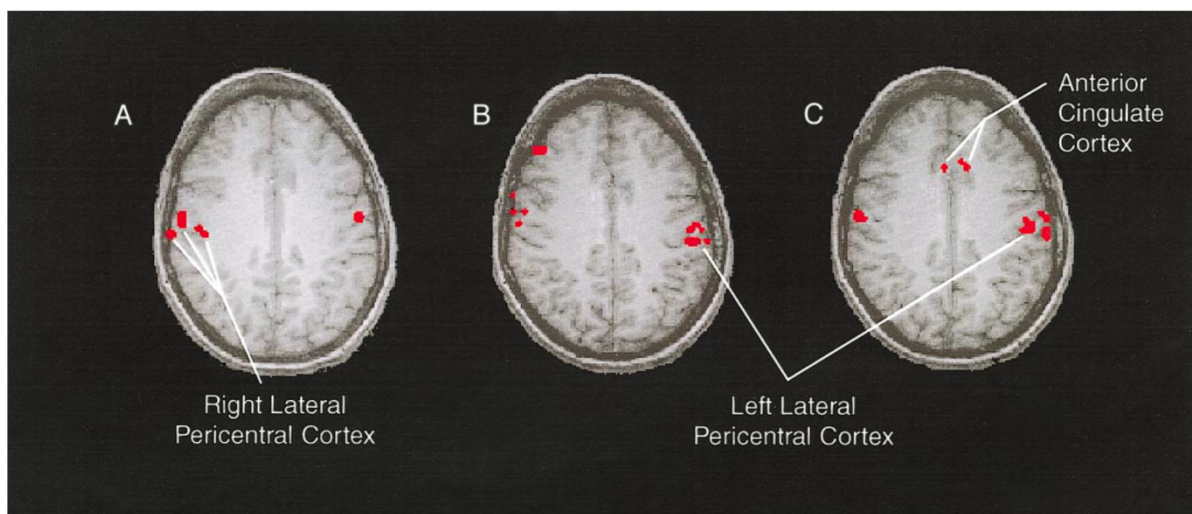 A
B
C
Anterior
Cingulate
Cortex
Right Lateral
Pericentral Cortex
Left Lateral
Pericentral Cortex